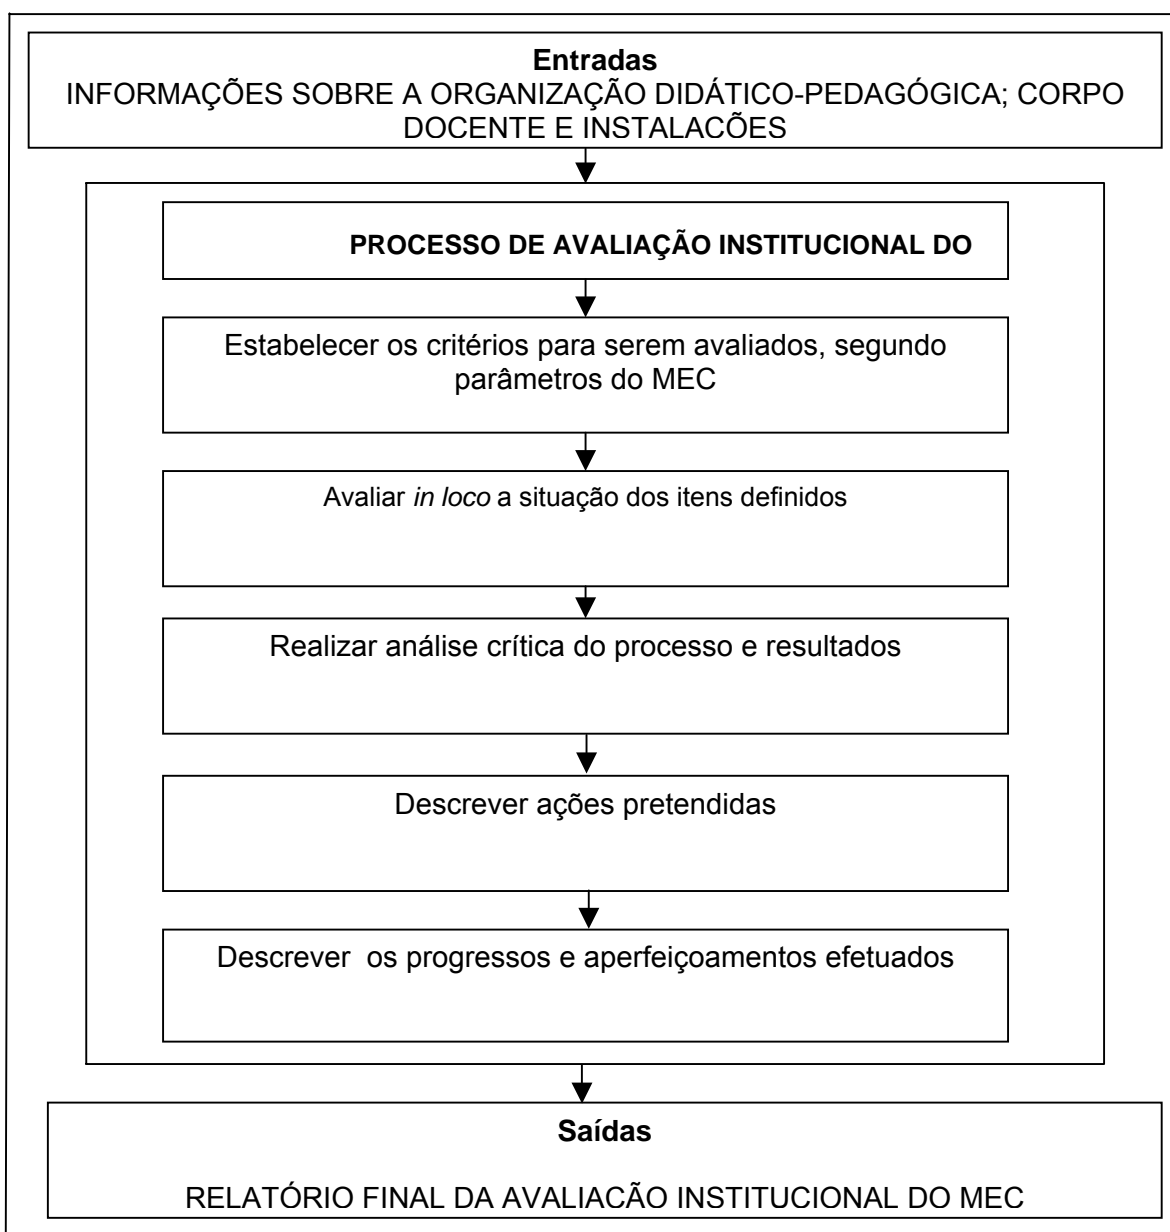 Entradas
INFORMAÇÕES SOBRE A ORGANIZAÇÃO DIDÁTICO-PEDAGÓGICA; CORPO
DOCENTE E INSTALACÕES
PROCESSO DE AVALIAÇÃO INSTITUCIONAL DO
Estabelecer os critérios para serem avaliados, segundo
parâmetros do MEC
Avaliar in loco a situação dos itens definidos
Realizar análise crítica do processo e resultados
Descrever ações pretendidas
Descrever os progressos e aperfeiçoamentos efetuados
Saídas
RELATÓRIO FINAL DA AVALIACÃO INSTITUCIONAL DO MEC